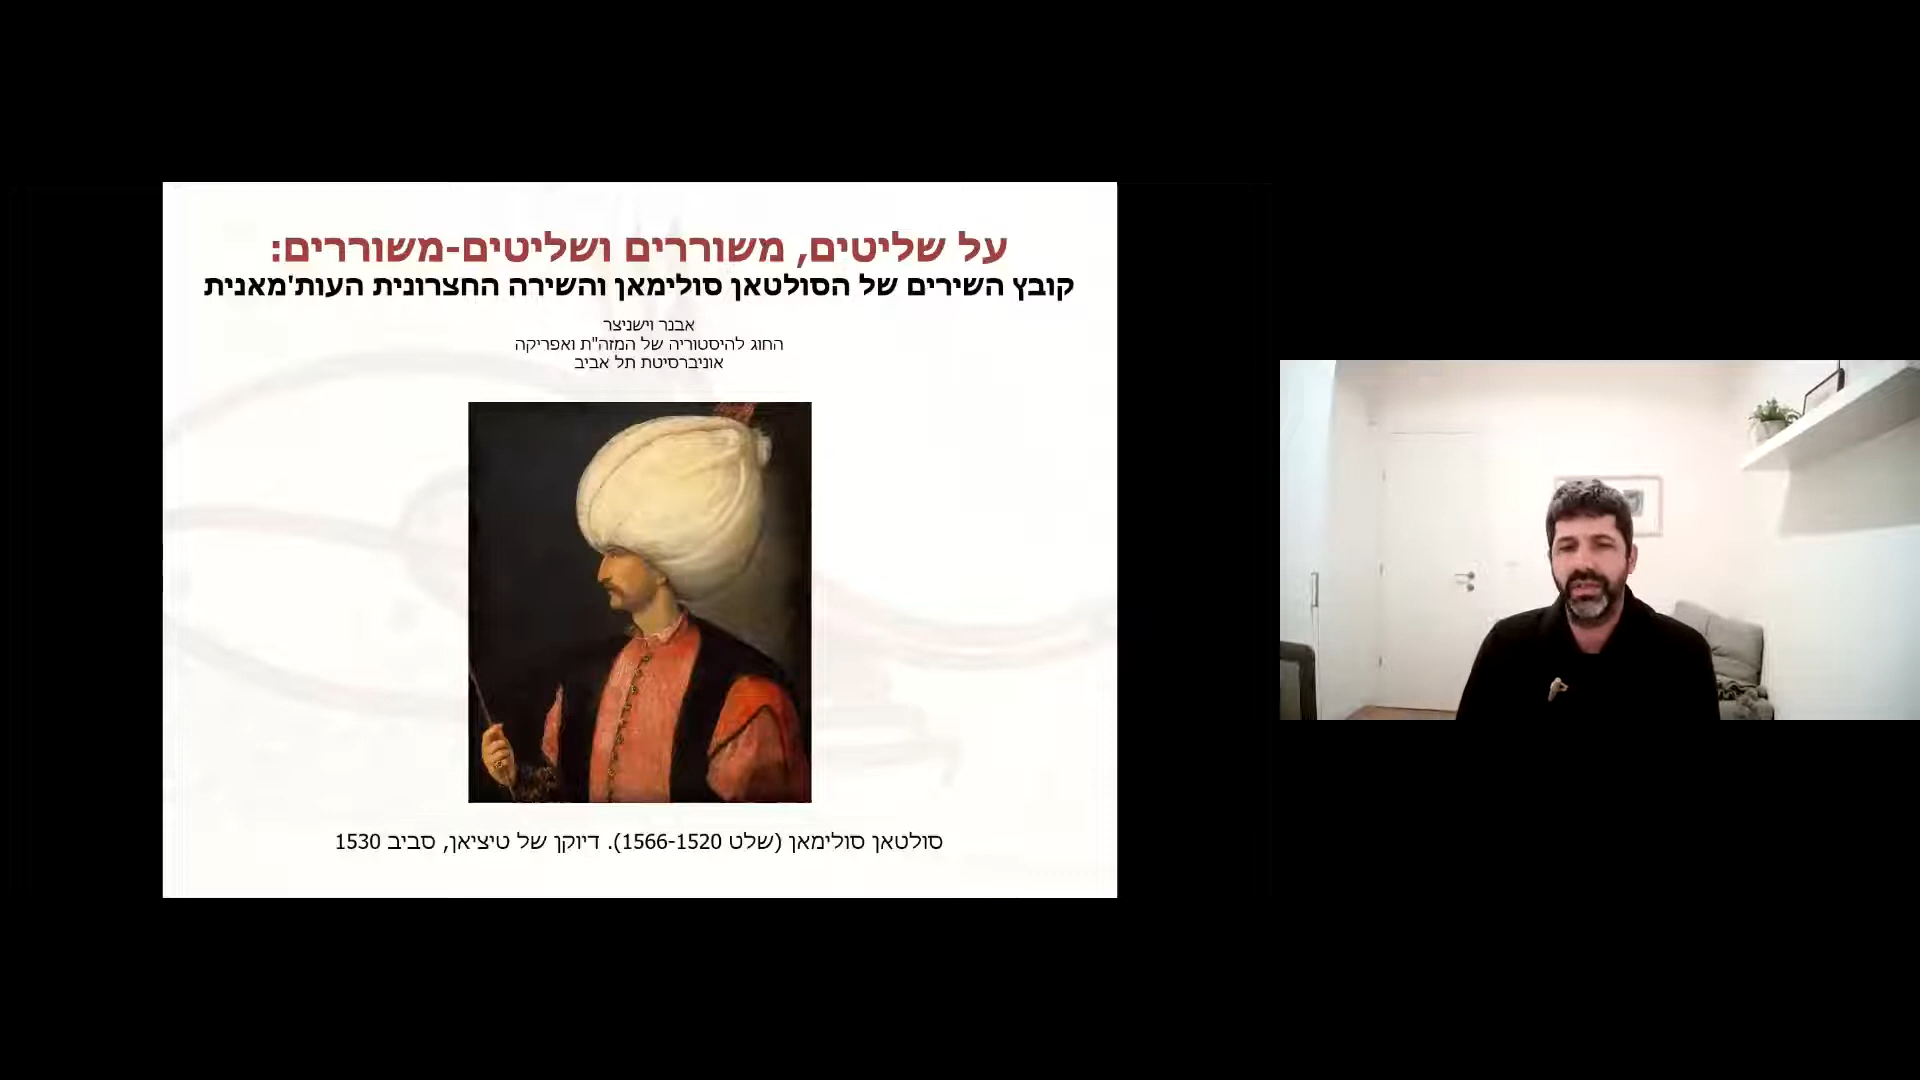 על שליטים, משוררים ושליטים-משוררים:
קובץ השירים של הסולטאן סולימאן והשירה החצרונית העות'מאנית
אבנר וישניצר
החוג להיסטוריה של המזה"ת ואפריקה
אוניברסיטת תל אביב
סולטאן סולימאן (שלט 1566-1520). דיוקן של טיציאן, סביב 1530